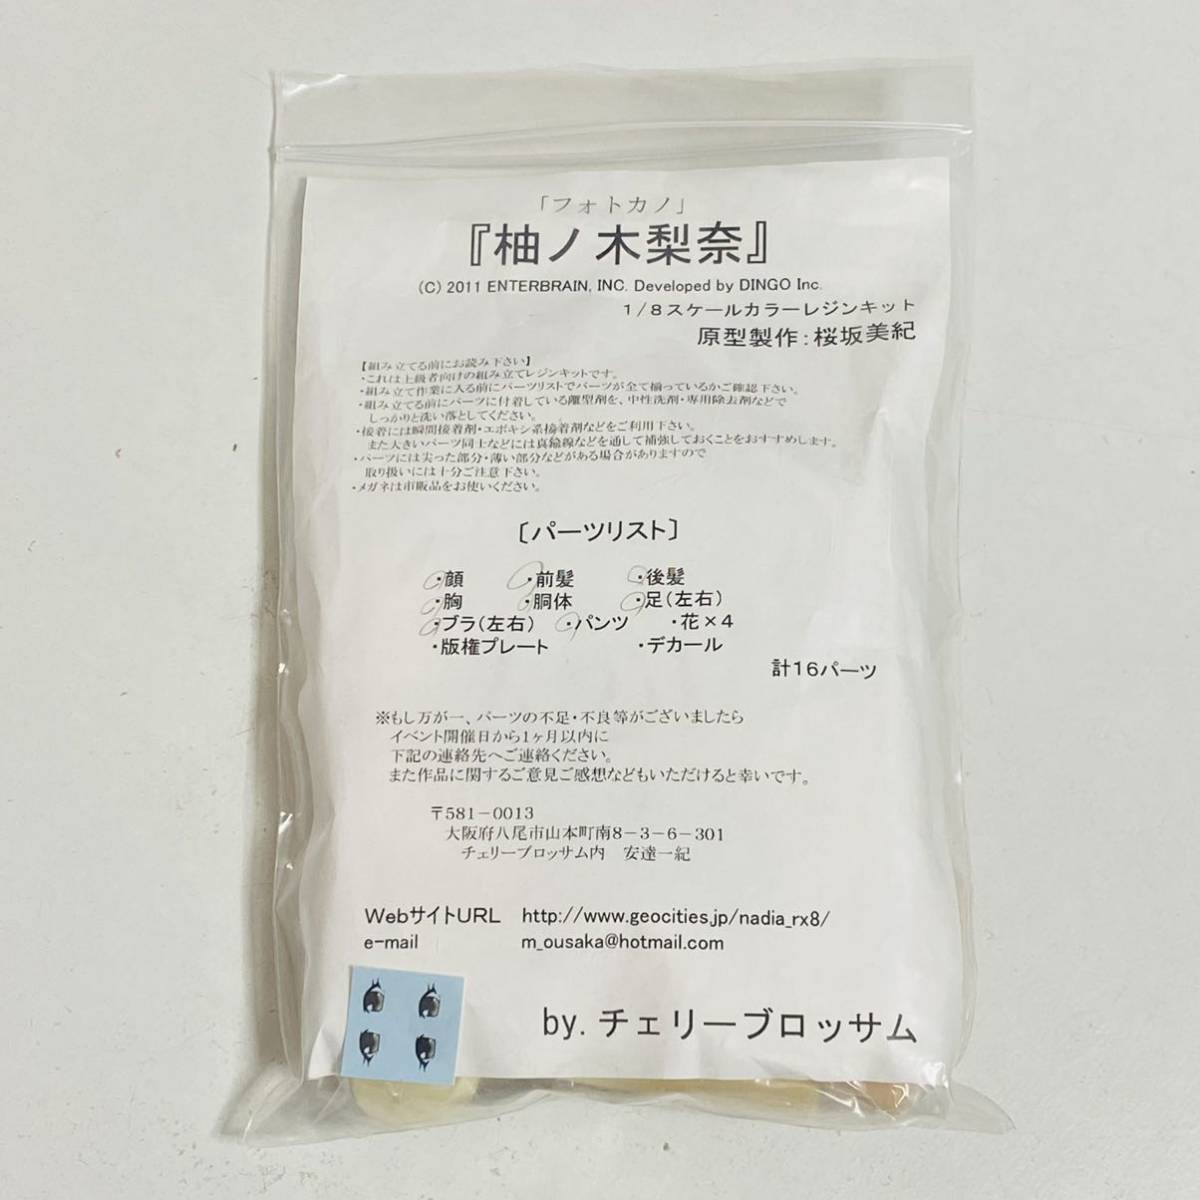 「フォトカノ」
『柚ノ木梨奈』
(C) 2011 ENTERBRAIN, INC. Developed by DINGO Inc.
1/8スケールカラーレジンキット
原型製作:桜坂美紀
【組み立てる前にお読み下さい】
・これは上級者向けの組み立てレジンキットです。
・組み立て作業に入る前にパーツリストでパーツが全て揃っているかご確認下さい。
・組み立てる前にパーツに付着している離型剤を、中性洗剤・専用除去剤などで
しっかりと洗い落としてください。
・接着には瞬間接着剤・エポキシ系接着剤などをご利用下さい。
また大きいパーツ同士などには真鍮線などを通して補強しておくことをおすすめします。
・パーツには尖った部分・薄い部分などがある場合がありますので
取り扱いには十分ご注意下さい。
・メガネは市販品をお使いください。
〔パーツリスト〕
・顔 ・前髪 ・後髪
・胸 ・胴体 ・足(左右)
・ブラ(左右) ・パンツ ・花×4
・版権プレート ・デカール
計16パーツ
※もし万が一、パーツの不足・不良等がございましたら
イベント開催日から1ヶ月以内に
下記の連絡先へご連絡ください。
また作品に関するご意見ご感想などもいただけると幸いです。
〒581-0013
大阪府八尾市山本町南8-3-6-301
チェリーブロッサム内 安達一紀
WebサイトURL http://www.geocities.jp/nadia_rx8/
e-mail m_ousaka@hotmail.com
by. チェリーブロッサム